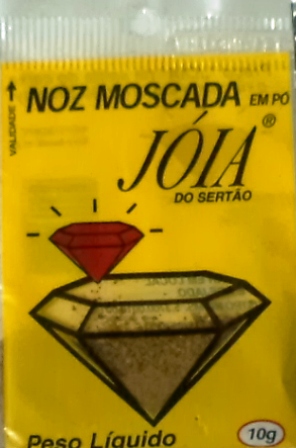 VALIDADE
NOZ MOSCADA EM PÓ
JÓIA ®
DO SERTÃO
Peso Líquido 10g